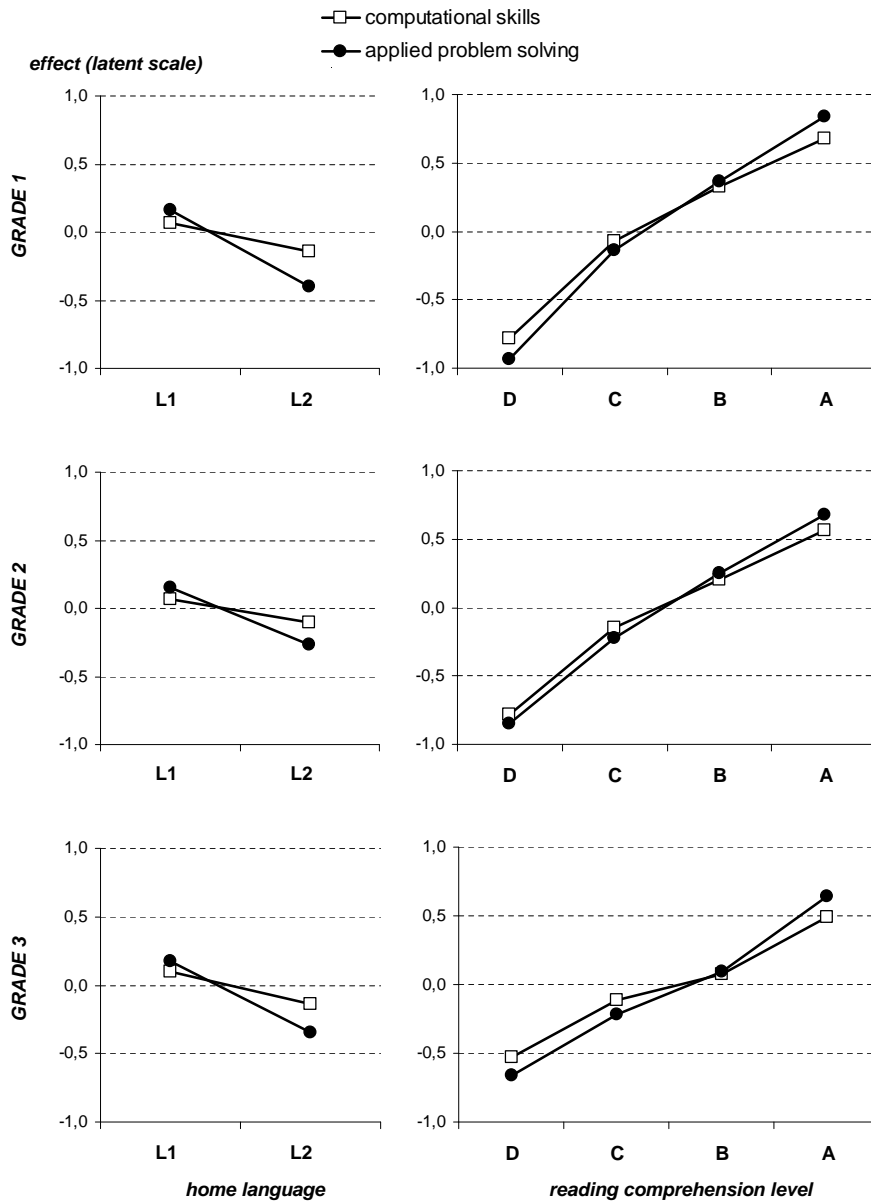 computational skills
applied problem solving
effect (latent scale)
GRADE 1
1,0
0,5
0,0
-0,5
-1,0
L1 L2
1,0
0,5
0,0
-0,5
-1,0
D C B A
GRADE 2
1,0
0,5
0,0
-0,5
-1,0
L1 L2
1,0
0,5
0,0
-0,5
-1,0
D C B A
GRADE 3
1,0
0,5
0,0
-0,5
-1,0
L1 L2
1,0
0,5
0,0
-0,5
-1,0
D C B A
home language
reading comprehension level